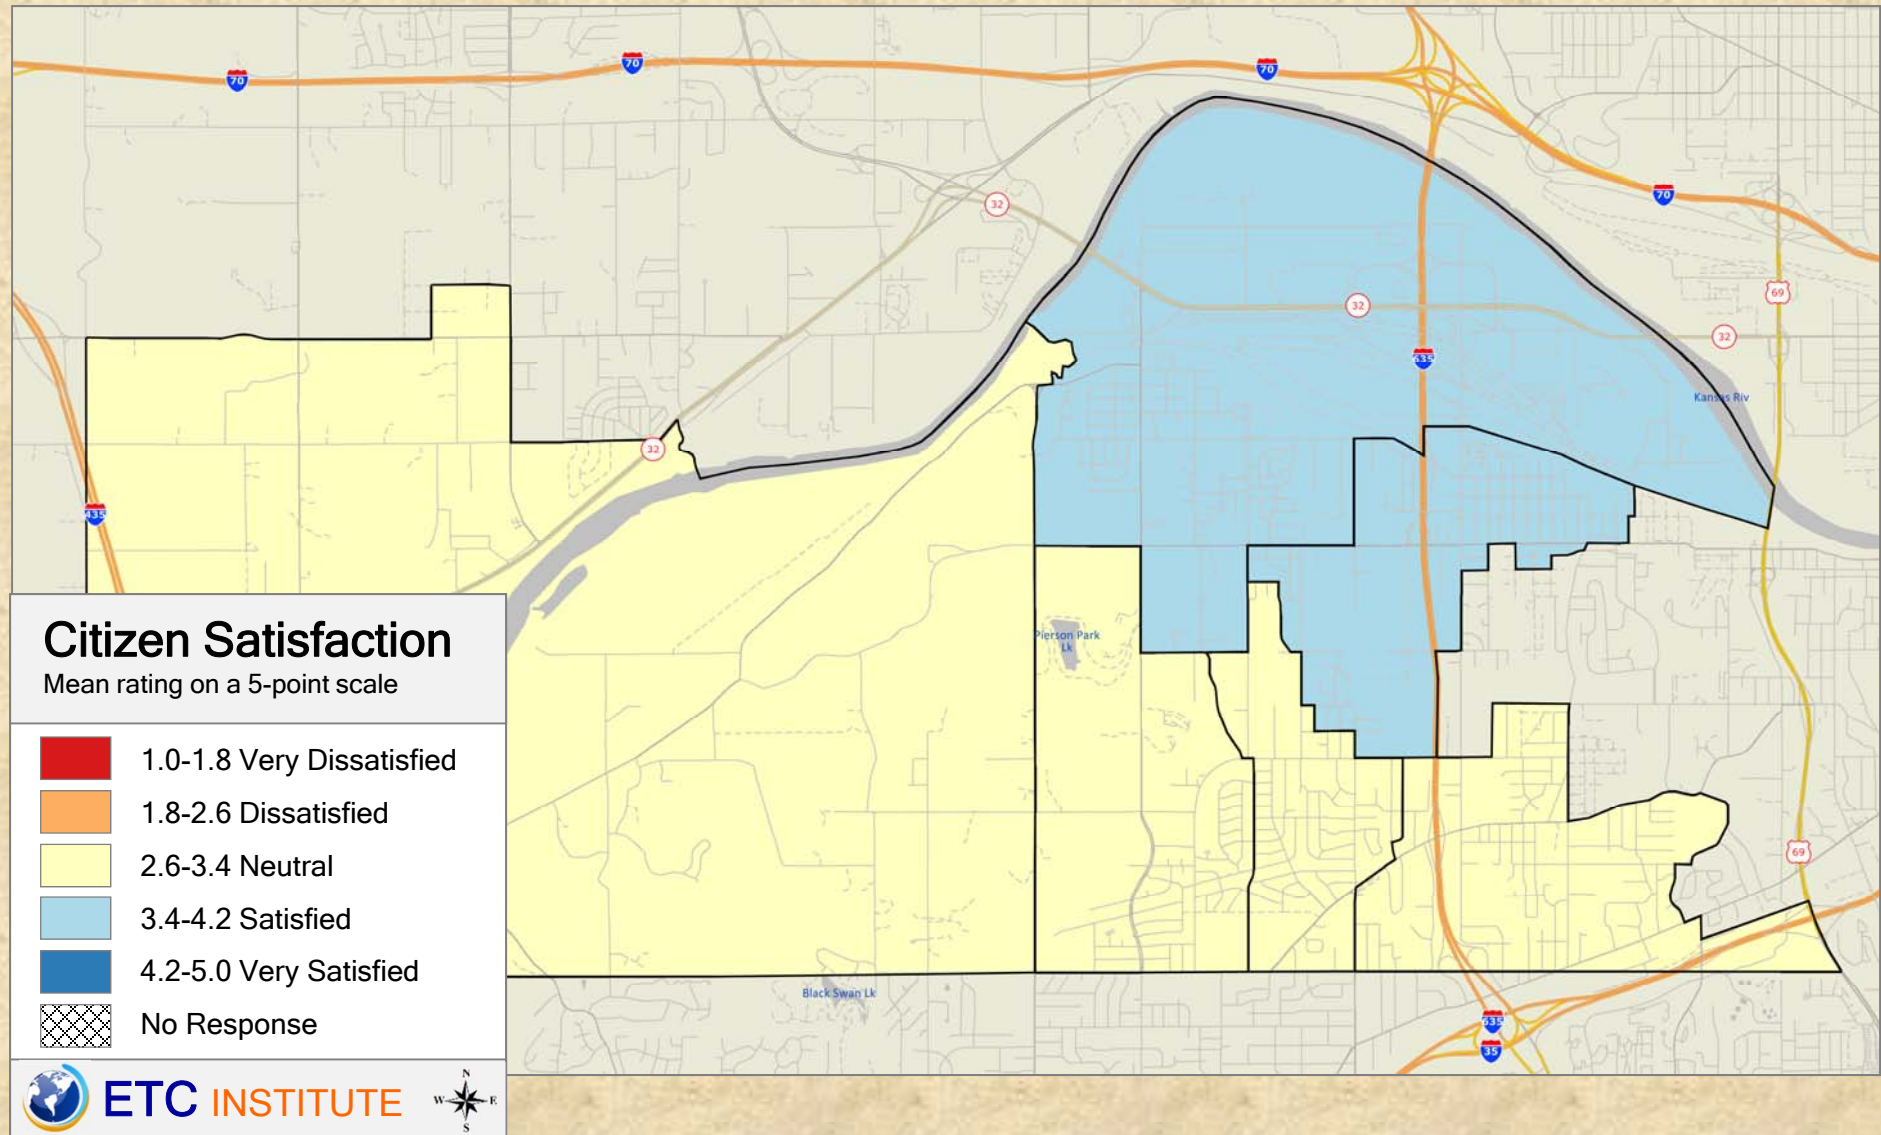 70
70
70
70
32
69
32
32
635
Kansas Riv
32
435
Pierson Park
Lk
69
Black Swan Lk
635
35
Citizen Satisfaction
Mean rating on a 5-point scale
1.0-1.8 Very Dissatisfied
1.8-2.6 Dissatisfied
2.6-3.4 Neutral
3.4-4.2 Satisfied
4.2-5.0 Very Satisfied
No Response
ETC INSTITUTE
N
W E
S